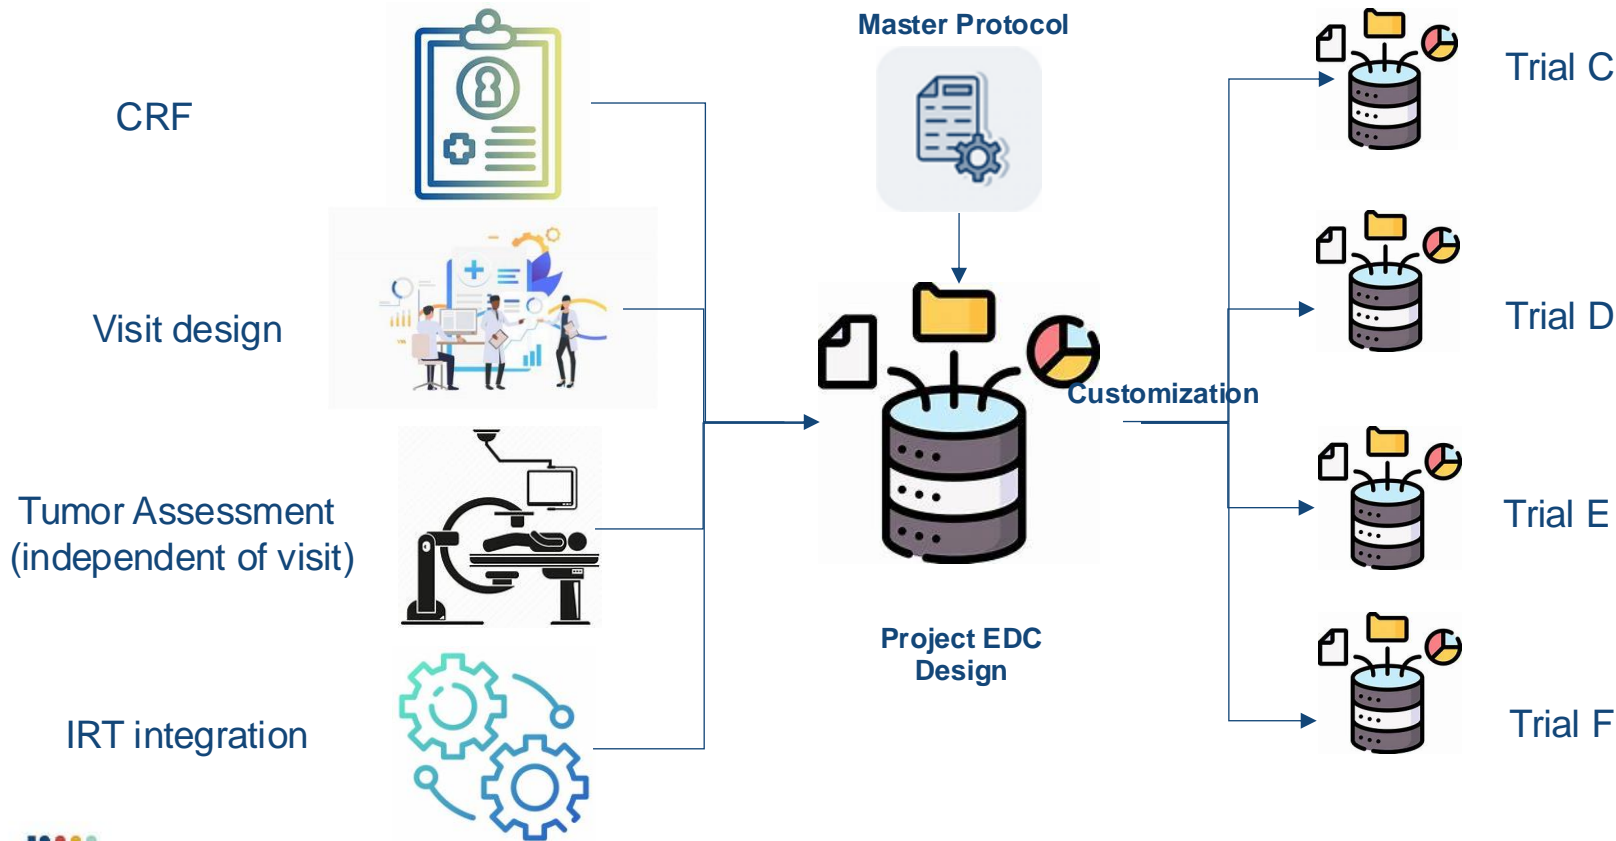 CRF
Visit design
Tumor Assessment
(independent of visit)
IRT integration
Master Protocol
Customization
Project EDC
Design
Trial C
Trial D
Trial E
Trial F